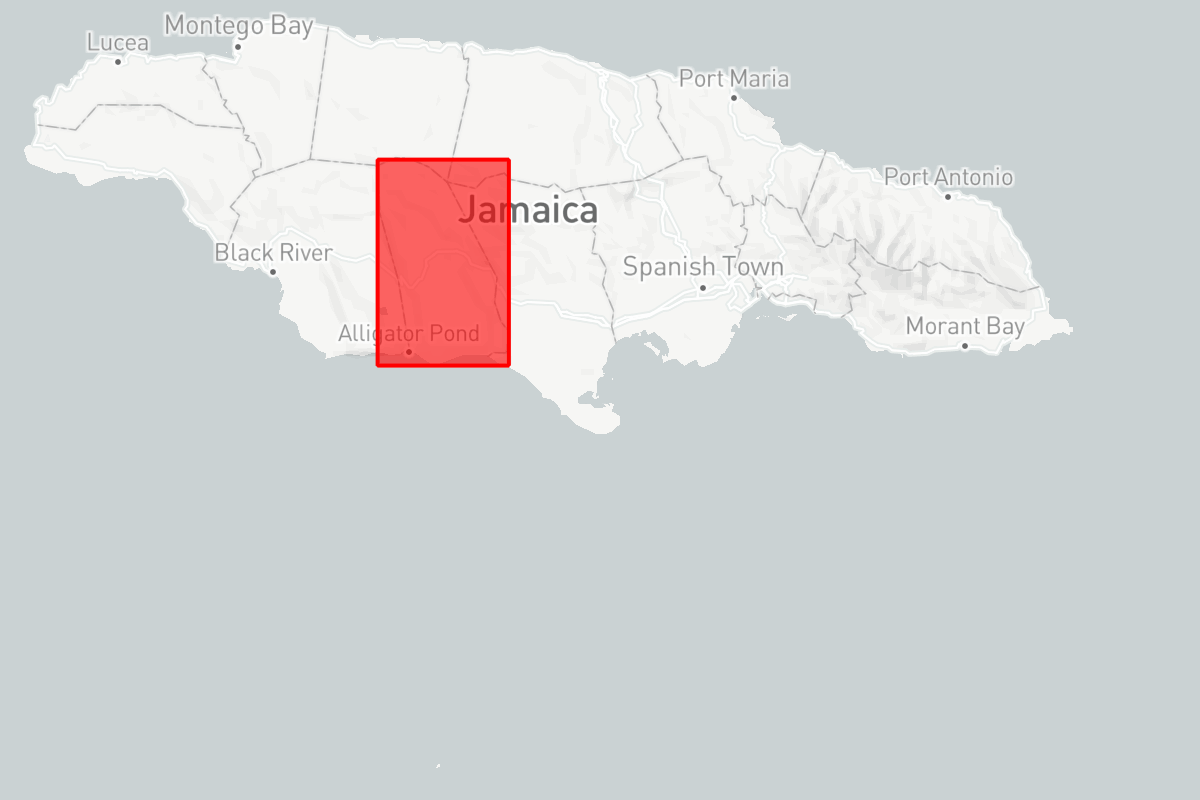 Montego Bay
Lucea
Port Maria
Port Antonio
Jamaica
Black River
Spanish Town
Alligator Pond
Morant Bay